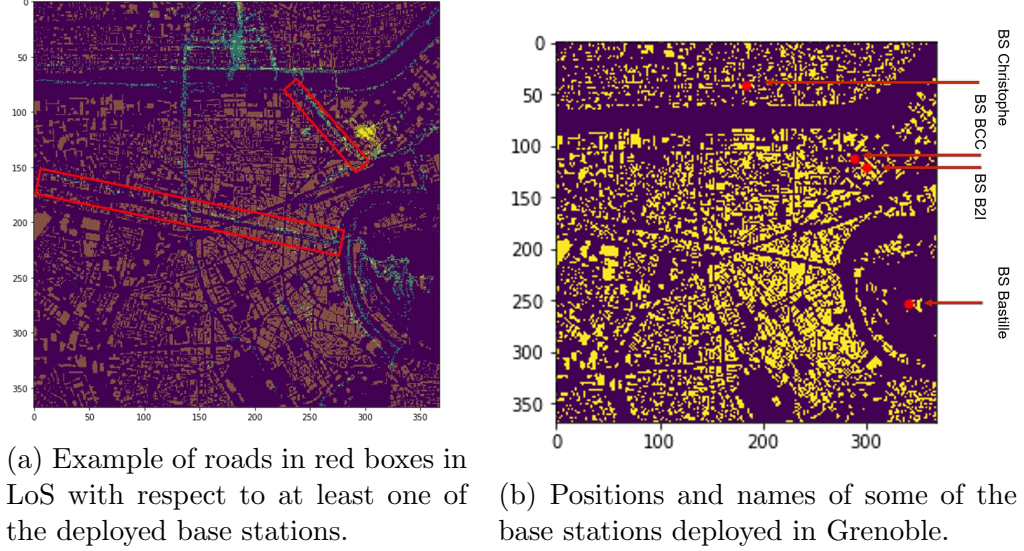 0
50
100
150
200
250
300
350
0 50 100 150 200 250 300 350
(a) Example of roads in red boxes in
LoS with respect to at least one of
the deployed base stations.
0
50
100
150
200
250
300
350
0 100 200 300
BS Christophe
BS BCC
BS B2I
BS Bastille
(b) Positions and names of some of the
base stations deployed in Grenoble.